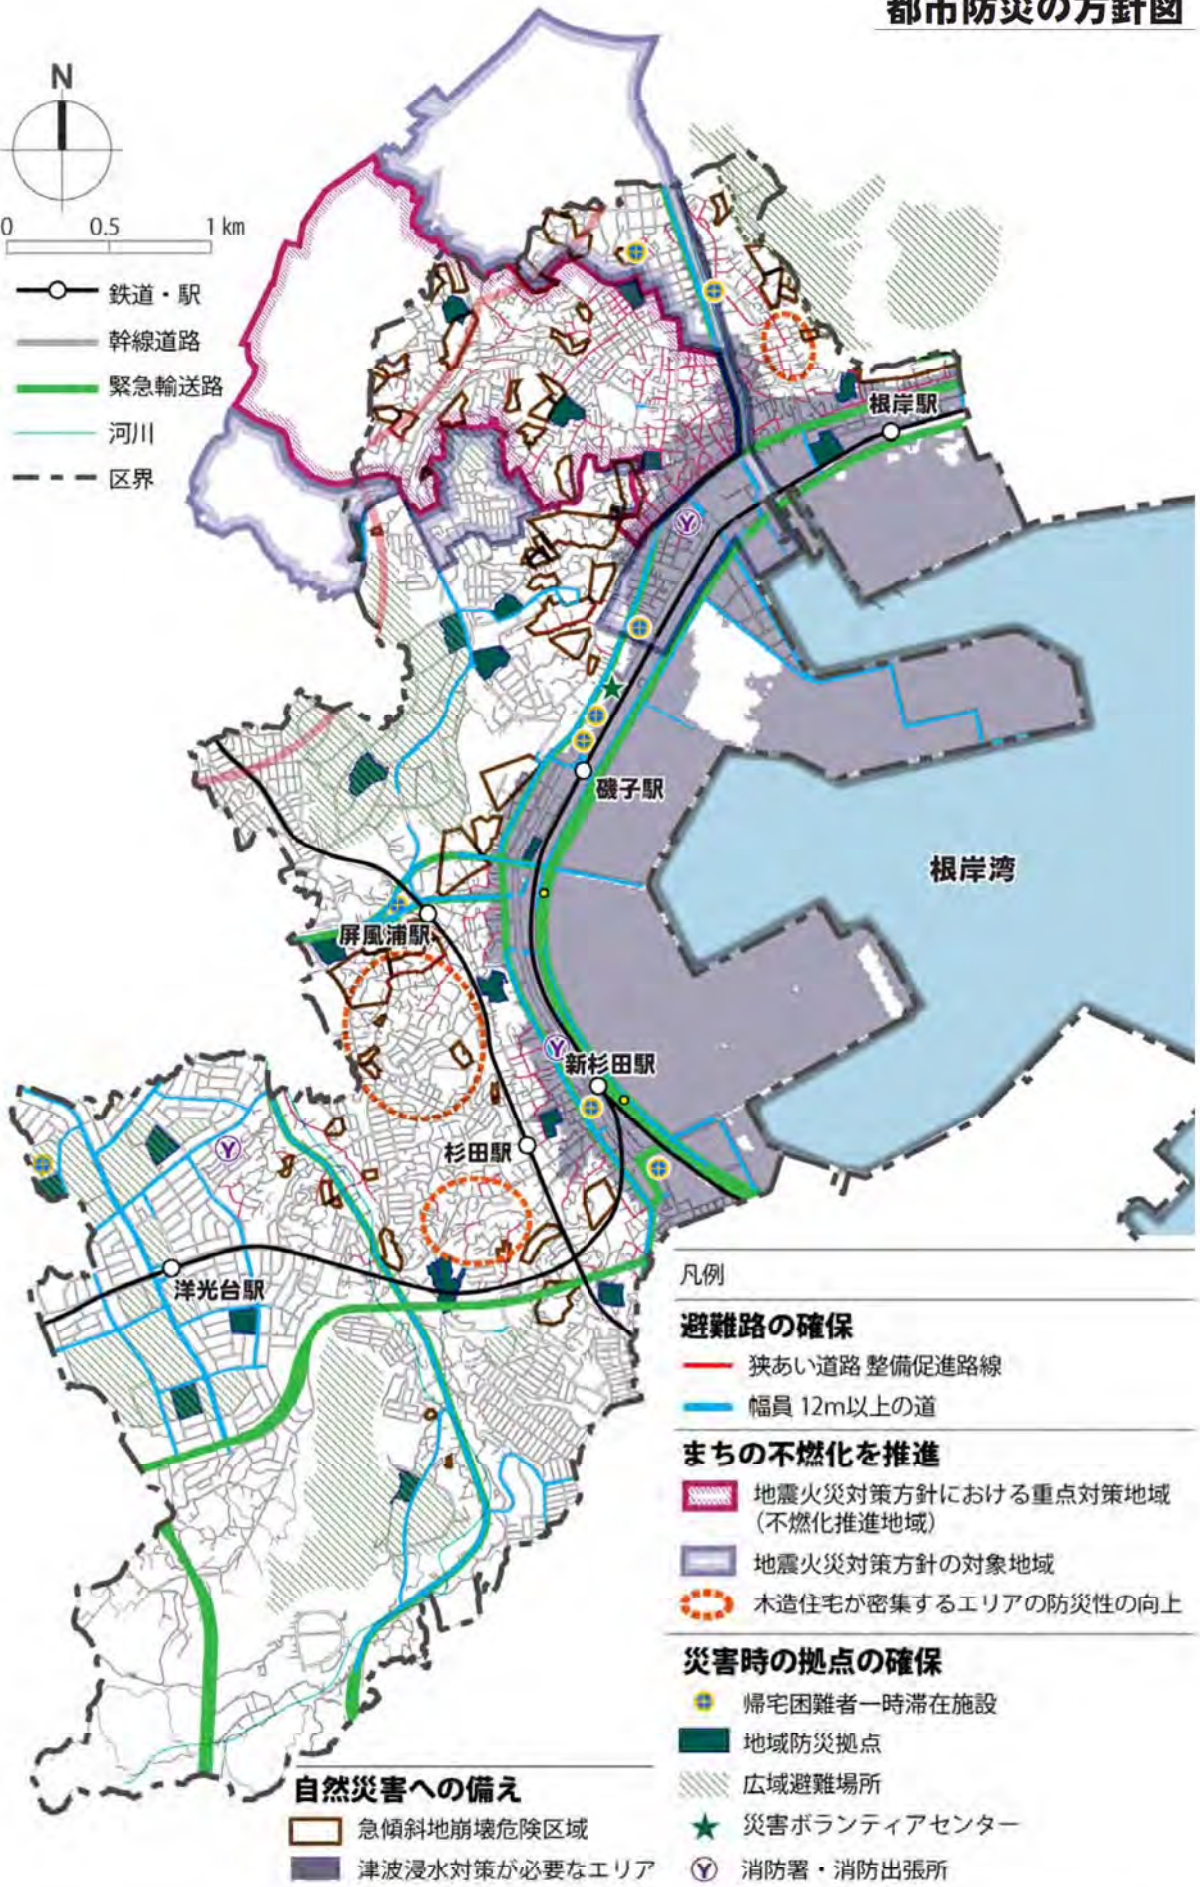 都市防災の方針図
N
0 0.5 1 km
鉄道・駅
幹線道路
緊急輸送路
河川
区界
根岸駅
磯子駅
根岸湾
屏風浦駅
新杉田駅
杉田駅
洋光台駅
凡例
避難路の確保
狭あい道路 整備促進路線
幅員 12m以上の道
まちの不燃化を推進
地震火災対策方針における重点対策地域
（不燃化推進地域）
地震火災対策方針の対象地域
木造住宅が密集するエリアの防災性の向上
災害時の拠点の確保
帰宅困難者一時滞在施設
地域防災拠点
広域避難場所
災害ボランティアセンター
消防署・消防出張所
自然災害への備え
急傾斜地崩壊危険区域
津波浸水対策が必要なエリア